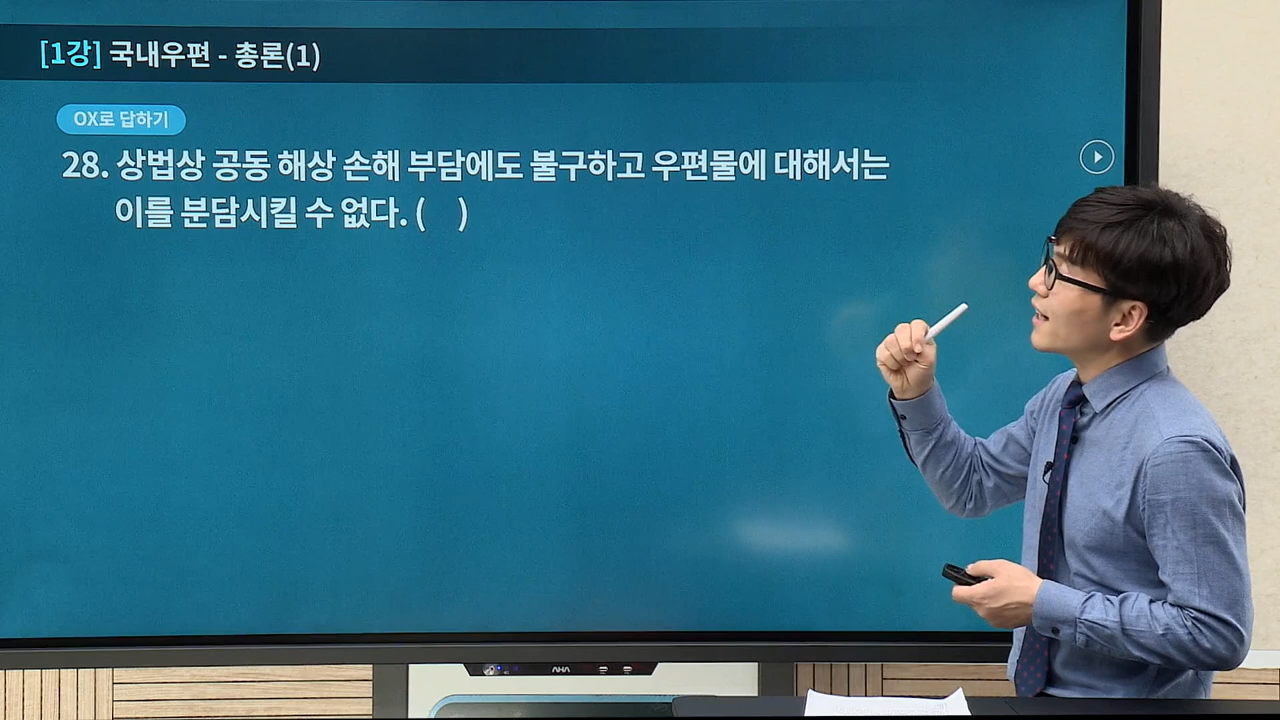 [1강] 국내우편 - 총론(1)
OX로 답하기
28. 상법상 공동 해상 손해 부담에도 불구하고 우편물에 대해서는
이를 분담시킬 수 없다. (    )
AHA